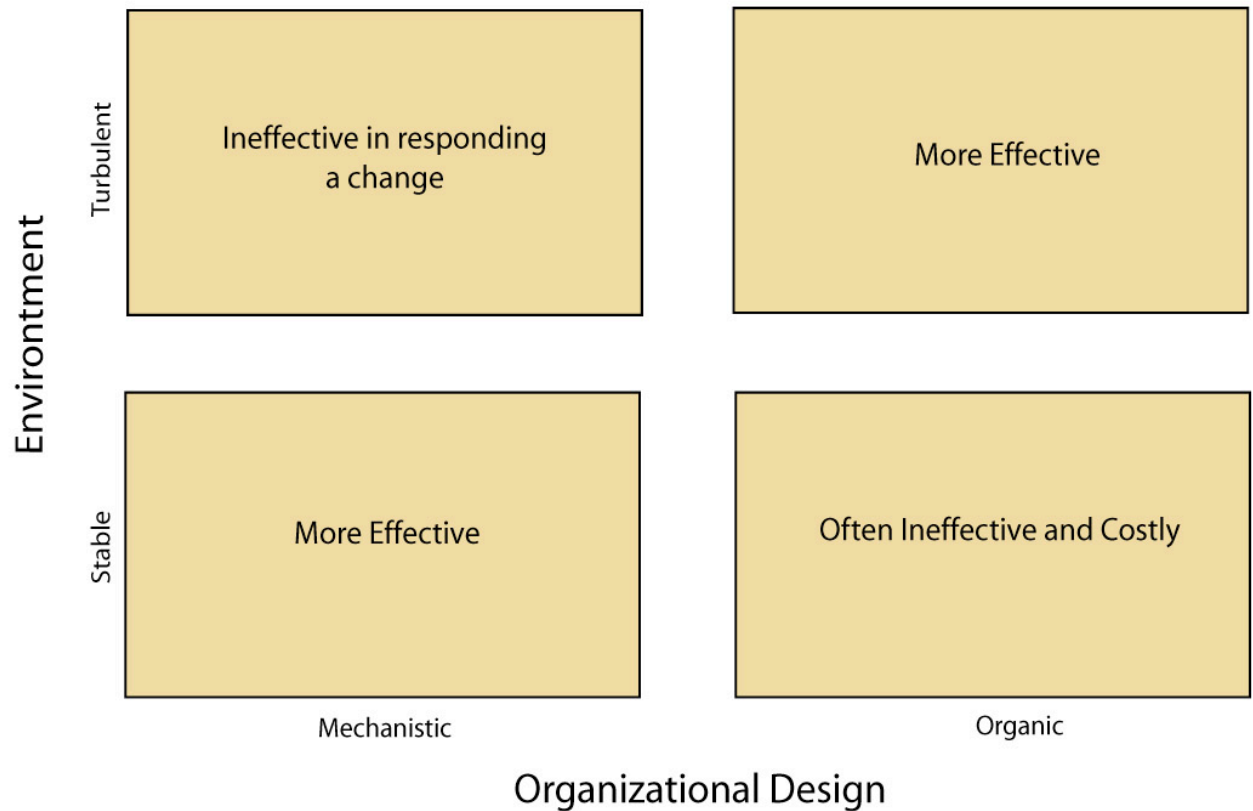 Environtment
Turbulent
Ineffective in responding
a change
More Effective
Stable
More Effective
Often Ineffective and Costly
Mechanistic
Organic
Organizational Design